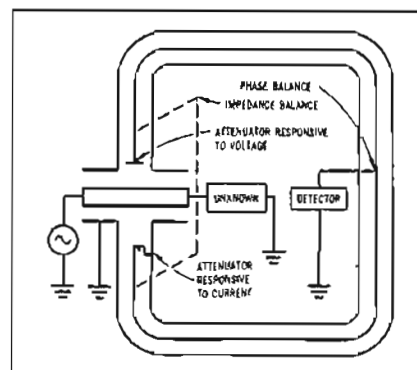 PHASE BALANCE
IMPEDANCE BALANCE
ATTENUATOR RESPONSIVE
TO VOLTAGE
UNKNOWN
DETECTOR
ATTENUATOR
RESPONSIVE
TO CURRENT